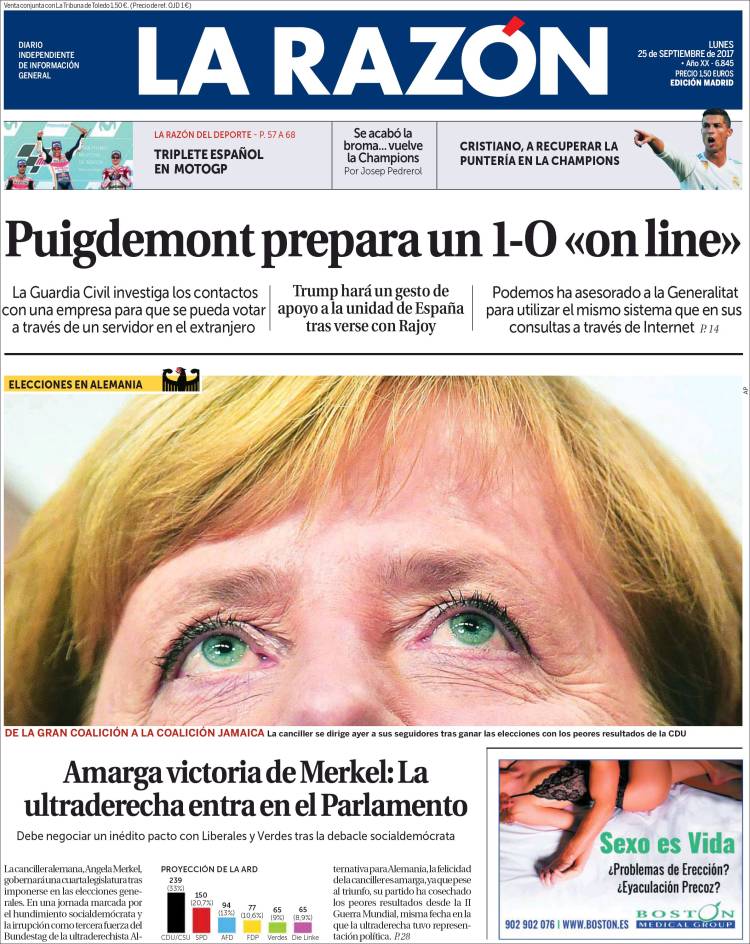 Venta conjunta con La Tribuna de Toledo 1,50 €. (Precio de ref. OJD 1 €)
DIARIO
INDEPENDIENTE
DE INFORMACIÓN
GENERAL
LA RAZÓN
LUNES
25 de SEPTIEMBRE de 2017
• Año XX - 6.845
PRECIO 1,50 EUROS
EDICIÓN MADRID
LA RAZÓN DEL DEPORTE - P. 57 A 68
TRIPLETE ESPAÑOL
EN MOTOGP
Se acabó la
broma... vuelve
la Champions
Por Josep Pedrerol
CRISTIANO, A RECUPERAR LA
PUNTERÍA EN LA CHAMPIONS
Puigdemont prepara un 1-O «on line»
La Guardia Civil investiga los contactos
con una empresa para que se pueda votar
a través de un servidor en el extranjero
Trump hará un gesto de
apoyo a la unidad de España
tras verse con Rajoy
Podemos ha asesorado a la Generalitat
para utilizar el mismo sistema que en sus
consultas a través de Internet P. 14
ELECCIONES EN ALEMANIA
AP
DE LA GRAN COALICIÓN A LA COALICIÓN JAMAICA La canciller se dirige ayer a sus seguidores tras ganar las elecciones con los peores resultados de la CDU
Amarga victoria de Merkel: La
ultraderecha entra en el Parlamento
Debe negociar un inédito pacto con Liberales y Verdes tras la debacle socialdemócrata
La canciller alemana, Angela Merkel,
gobernará una cuarta legislatura tras
imponerse en las elecciones gene-
rales. En una jornada marcada por
el hundimiento socialdemócrata y
la irrupción como tercera fuerza del
Bundestag de la ultraderechista Al-
PROYECCIÓN DE LA ARD
239
(33%)
CDU/CSU
150
(20,7%)
SPD
94
(13%)
AFD
77
(10,6%)
FDP
65
(9%)
Verdes
65
(8,9%)
Die Linke
ternativa para Alemania, la felicidad
de la canciller es amarga, ya que pese
al triunfo, su partido ha cosechado
los peores resultados desde la II
Guerra Mundial, misma fecha en la
que la ultraderecha tuvo represen-
tación política. P. 28
Sexo es Vida
¿Problemas de Erección?
¿Eyaculación Precoz?
902 902 076 | WWW.BOSTON.ES
BOSTON
MEDICAL GROUP